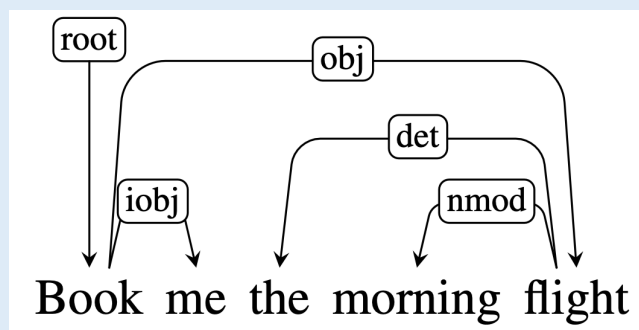 root
obj
det
iobj nmod
Book me the morning flight